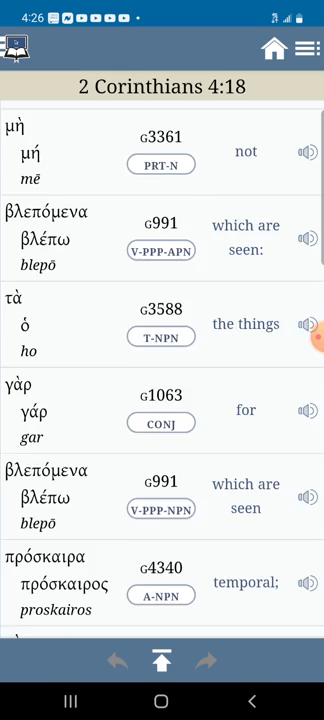 4:26
2 Corinthians 4:18
μὴ
μή
mē
G3361
PRT-N
not
βλεπόμενα
βλέπω
blepō
G991
V-PPP-APN
which are
seen:
τὰ
ὁ
ho
G3588
T-NPN
the things
γὰρ
γάρ
gar
G1063
CONJ
for
βλεπόμενα
βλέπω
blepō
G991
V-PPP-NPN
which are
seen
πρόσκαιρα
πρόσκαιρος
proskairos
G4340
A-NPN
temporal;